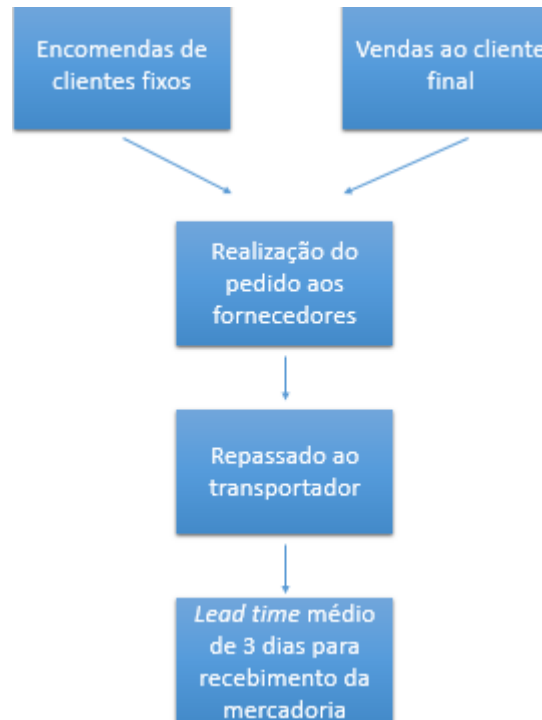 Encomendas de
clientes fixos
Vendas ao cliente
final
Realização do
pedido aos
fornecedores
Repassado ao
transportador
Lead time médio
de 3 dias para
recebimento da
mercadoria